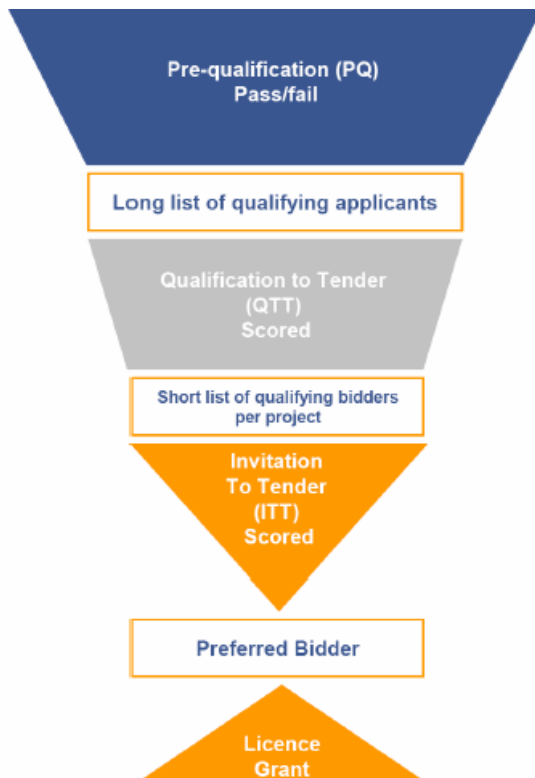 Pre-qualification (PQ)
Pass/fail
Long list of qualifying applicants
Qualification to Tender
(QTT)
Scored
Short list of qualifying bidders
per project
Invitation
To Tender
(ITT)
Scored
Preferred Bidder
Licence
Grant